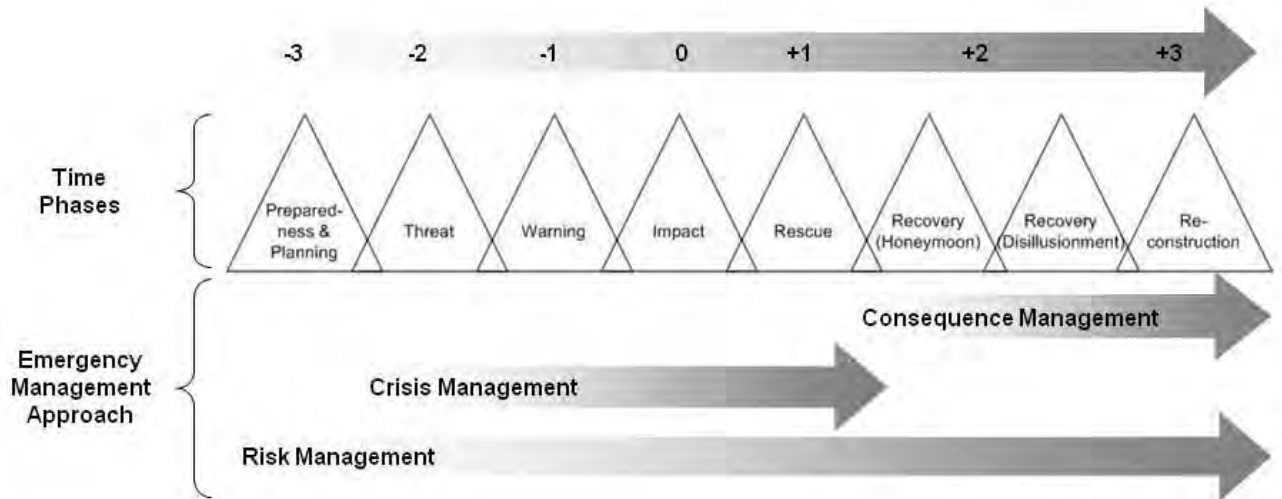 -3 -2 -1 0 +1 +2 +3
Time
Phases
Prepared-
ness &
Planning
Threat
Warning
Impact
Rescue
Recovery
(Honeymoon)
Recovery
(Disillusionment)
Re-
construction
Emergency
Management
Approach
Consequence Management
Crisis Management
Risk Management